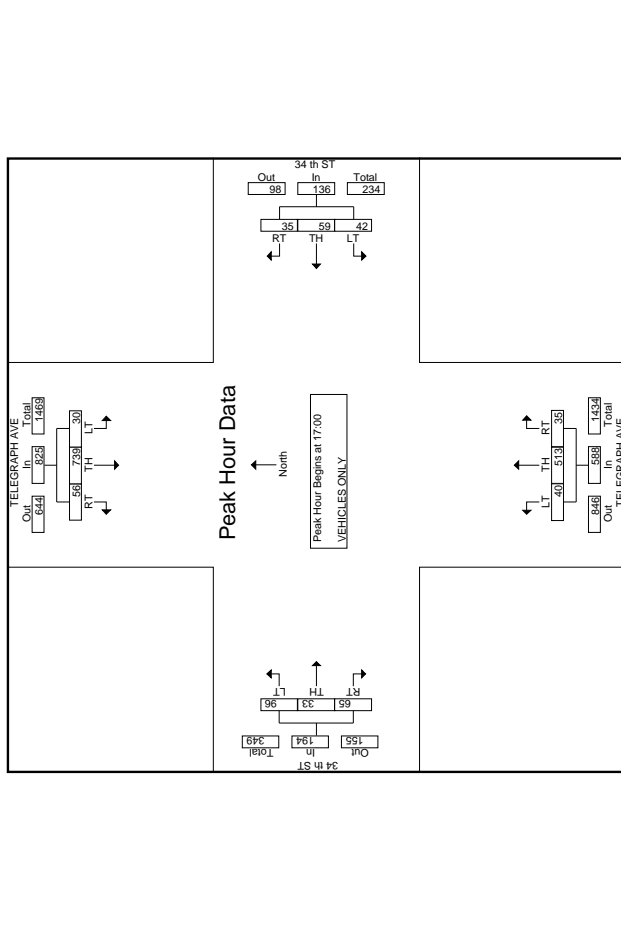 34 th ST
Out In Total
98 136 234
35 59 42
RT TH LT
TELEGRAPH AVE
Out In Total
644 825 1469
56 739 30
RT TH LT
Peak Hour Data
North
Peak Hour Begins at 17:00
VEHICLES ONLY
RT TH LT
35 513 40
Total In Out
1434 588 846
TELEGRAPH AVE
LT TH RT
96 33 65
Total In Out
349 194 155
34 th ST